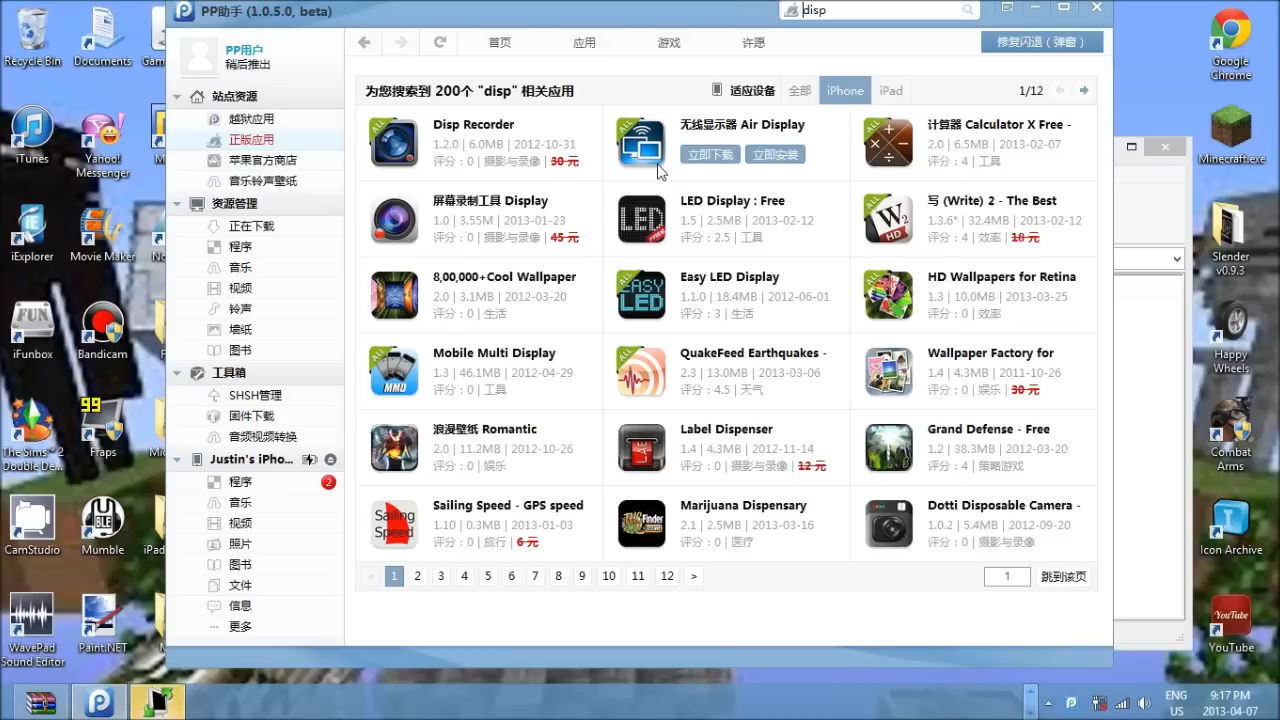 PP助手 (1.0.5.0, beta)
disp
PP用户
稍后推出
首页
应用
游戏
许愿
修复闪退（弹窗）
站点资源
越狱应用
正版应用
苹果官方商店
音乐铃声壁纸
资源管理
正在下载
程序
音乐
视频
铃声
墙纸
图书
工具箱
SHSH管理
固件下载
音频视频转换
Justin's iPho...
程序
2
音乐
视频
照片
图书
文件
信息
更多
为您搜索到 200个 "disp" 相关应用
适应设备
全部
iPhone
iPad
1/12
Disp Recorder
1.2.0 | 6.0MB | 2012-10-31
评分：0 | 摄影与录像 | 30 元
无线显示器 Air Display
立即下载
立即安装
计算器 Calculator X Free -
2.0 | 6.5MB | 2013-02-07
评分：4 | 工具
屏幕录制工具 Display
1.0 | 3.55M | 2013-01-23
评分：0 | 摄影与录像 | 45 元
LED Display : Free
1.5 | 2.5MB | 2013-02-12
评分：2.5 | 工具
写 (Write) 2 - The Best
1.3.6* | 32.4MB | 2013-02-12
评分：4 | 效率 | 18 元
8,00,000+Cool Wallpaper
2.0 | 3.1MB | 2012-03-20
评分：0 | 生活
Easy LED Display
1.1.0 | 18.4MB | 2012-06-01
评分：3 | 生活
HD Wallpapers for Retina
1.3 | 10.0MB | 2013-03-25
评分：0 | 效率
Mobile Multi Display
1.3 | 46.1MB | 2012-04-29
评分：0 | 工具
QuakeFeed Earthquakes -
2.3 | 13.0MB | 2013-03-06
评分：4.5 | 天气
Wallpaper Factory for
1.4 | 4.3MB | 2011-10-26
评分：0 | 娱乐 | 30 元
浪漫壁纸 Romantic
2.0 | 11.2MB | 2012-10-26
评分：0 | 娱乐
Label Dispenser
1.4 | 4.3MB | 2012-11-14
评分：0 | 摄影与录像 | 12 元
Grand Defense - Free
1.2 | 38.3MB | 2012-03-20
评分：4 | 策略游戏
Sailing Speed - GPS speed
1.10 | 0.3MB | 2013-01-03
评分：0 | 旅行 | 6 元
Marijuana Dispensary
2.1 | 2.5MB | 2013-03-16
评分：0 | 医疗
Dotti Disposable Camera -
1.0.2 | 5.4MB | 2012-09-20
评分：0 | 摄影与录像
ALL
LED
FREE
W2
HD
EASY
LED
MMD
Sailing
Speed
THC Finder
< 1 2 3 4 5 6 7 8 9 10 11 12 >
1
跳到该页
Recycle Bin
Documents
iTunes
Yahoo!
Messenger
iExplorer
Movie Maker
FUN
iFunbox
Bandicam
99
The Sims™ 2
Double De...
Fraps
CamStudio
BLE
Mumble
iPad
WavePad
Sound Editor
Paint.NET
Google
Chrome
Minecraftexe
Slender
v0.9.3
Happy
Wheels
Combat
Arms
Icon Archive
YouTube
YouTube
ENG
US
9:17 PM
2013-04-07